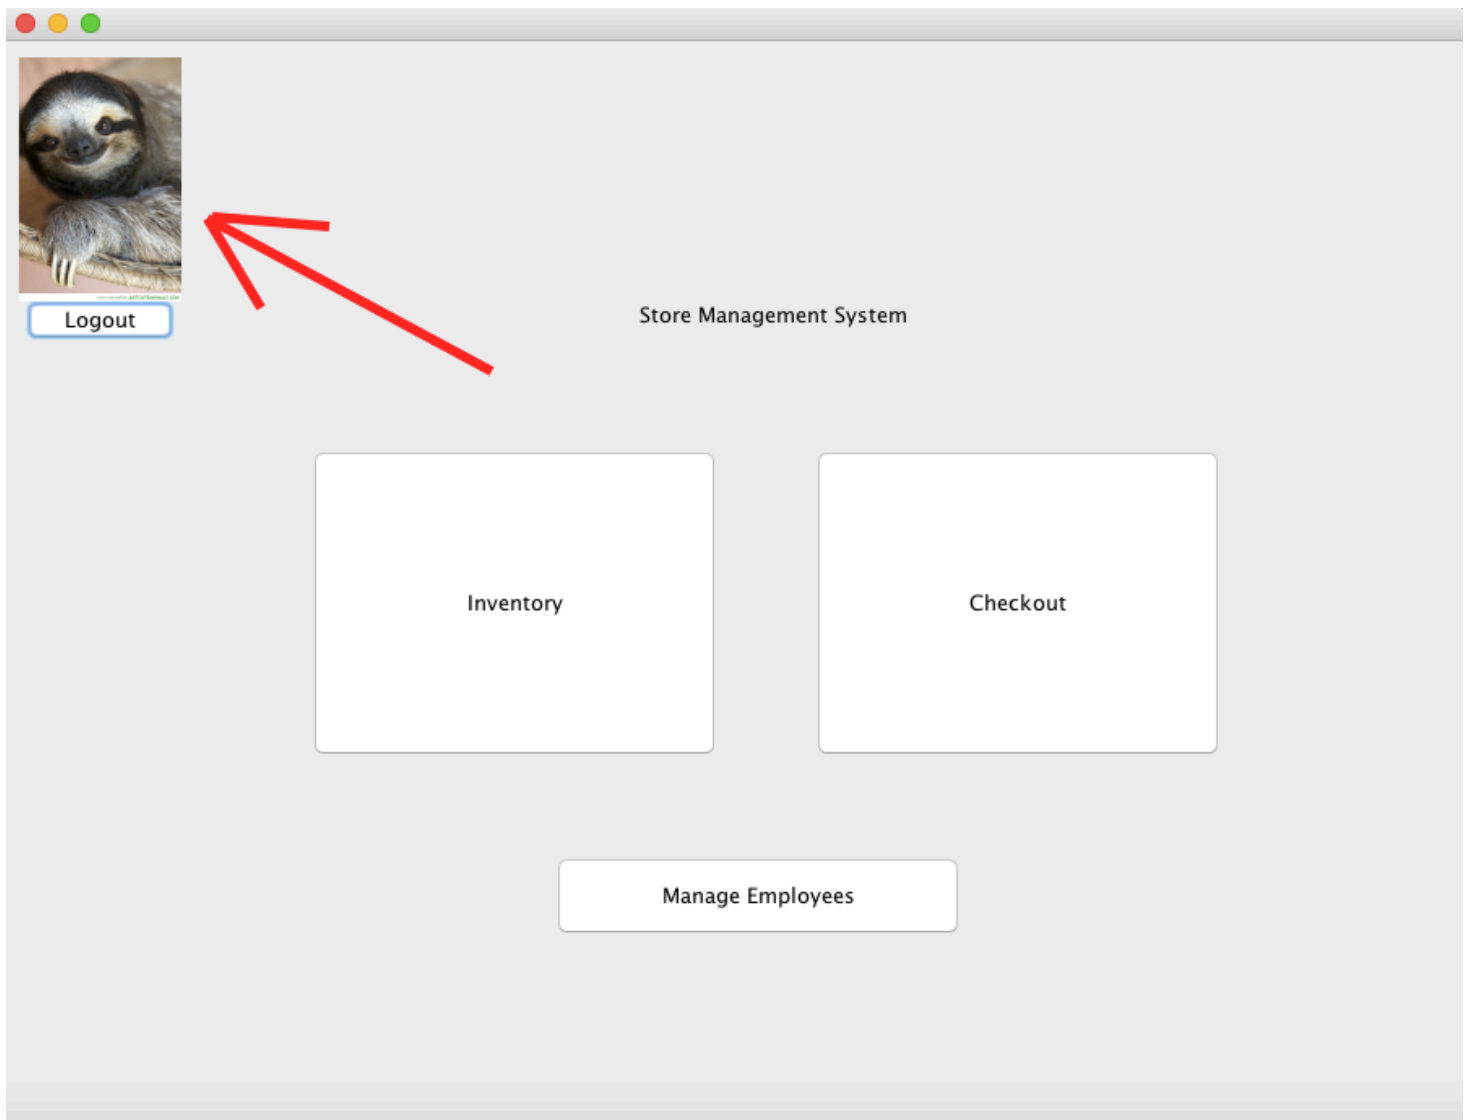 Logout
Store Management System
Inventory
Checkout
Manage Employees